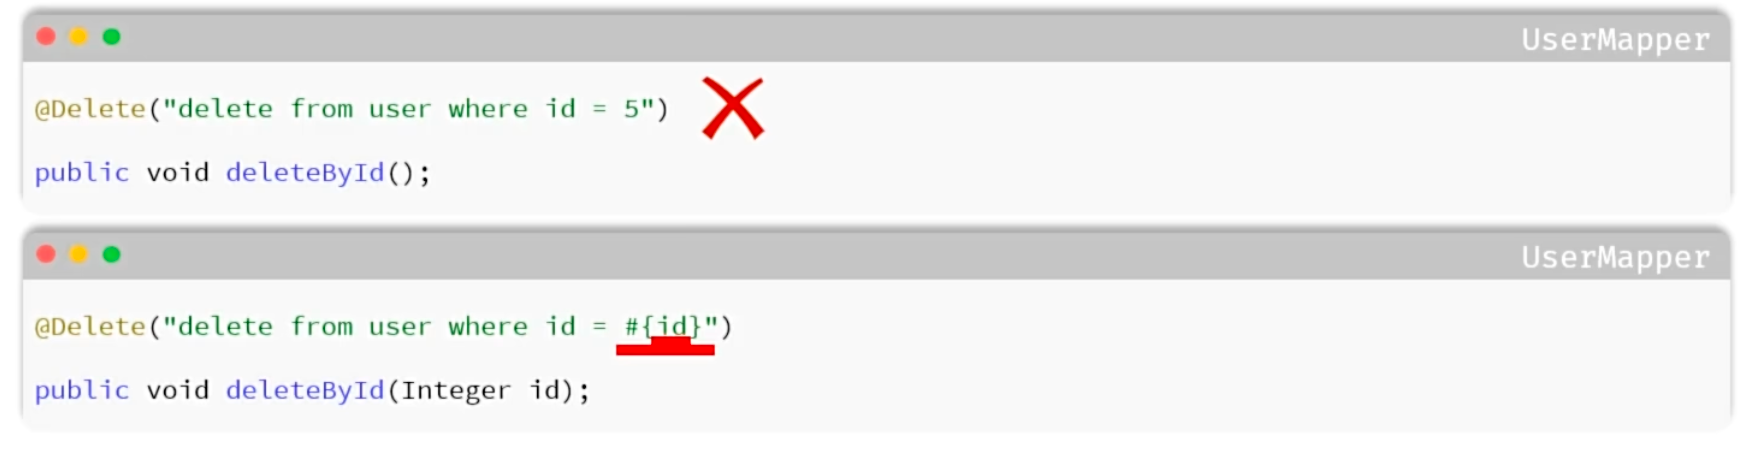 UserMapper
@Delete("delete from user where id = 5")
public void deleteById();
UserMapper
@Delete("delete from user where id = #{id}")
public void deleteById(Integer id);